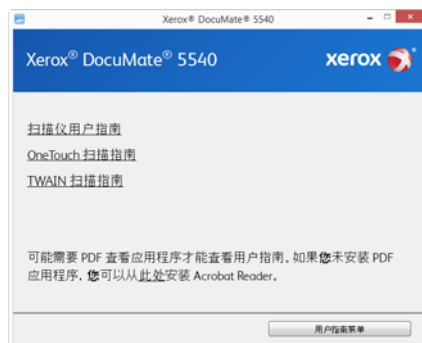 Xerox® DocuMate® 5540
Xerox® DocuMate® 5540
xerox
扫描仪用户指南
OneTouch 扫描指南
TWAIN 扫描指南
可能需要 PDF 查看应用程序才能查看用户指南。如果您未安装 PDF
应用程序，您可以从此处安装 Acrobat Reader。
用户指南菜单